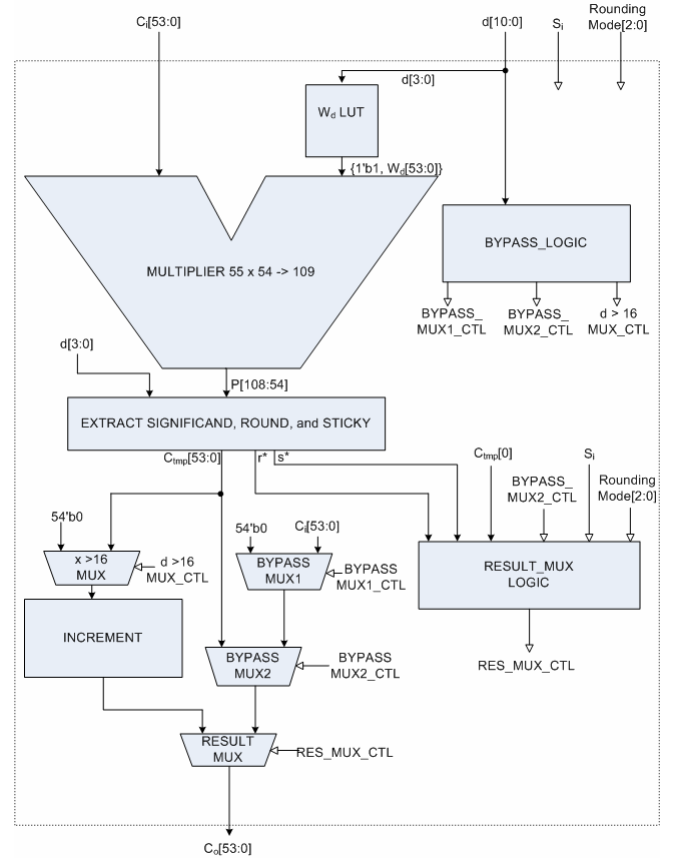 Cᵢ[53:0]
d[10:0]
Sᵢ
Rounding
Mode[2:0]
d[3:0]
W_d LUT
{1'b1, W_d[53:0]}
MULTIPLIER 55 x 54 -> 109
BYPASS_LOGIC
BYPASS_
MUX1_CTL
BYPASS_
MUX2_CTL
d > 16
MUX_CTL
d[3:0]
P[108:54]
EXTRACT SIGNIFICAND, ROUND, and STICKY
C_tmp[53:0]
r*
s*
C_tmp[0]
BYPASS_
MUX2_CTL
Sᵢ
Rounding
Mode[2:0]
54'b0
x >16
MUX
d >16
MUX_CTL
54'b0
Cᵢ[53:0]
BYPASS
MUX1
BYPASS
MUX1_CTL
RESULT_MUX
LOGIC
INCREMENT
BYPASS
MUX2
BYPASS
MUX2_CTL
RES_MUX_CTL
RESULT
MUX
RES_MUX_CTL
C_o[53:0]